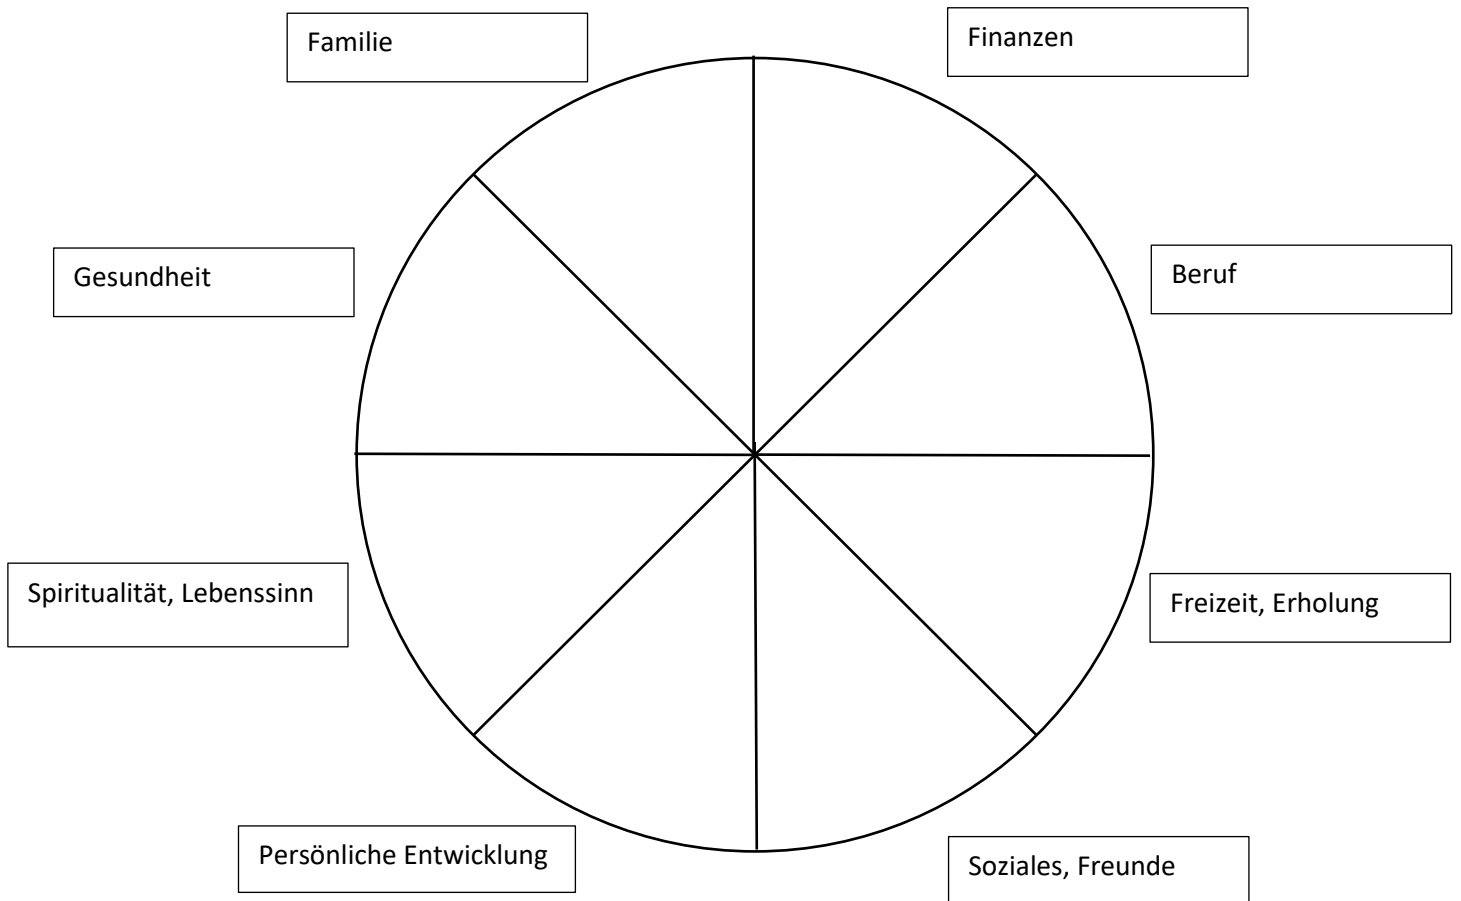 Familie
Finanzen
Gesundheit
Beruf
Spiritualität, Lebenssinn
Freizeit, Erholung
Persönliche Entwicklung
Soziales, Freunde